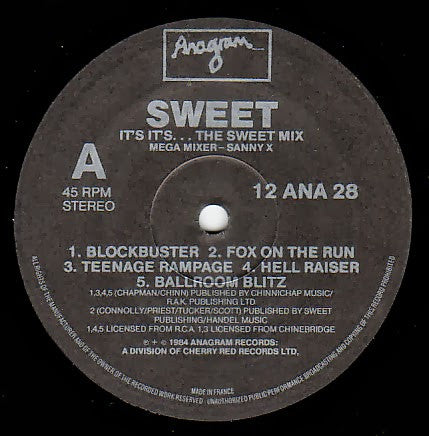 Anagram
SWEET
IT'S IT'S... THE SWEET MIX
MEGA MIXER – SANNY X
A
45 RPM
STEREO
12 ANA 28
1. BLOCKBUSTER 2. FOX ON THE RUN
3. TEENAGE RAMPAGE 4. HELL RAISER
5. BALLROOM BLITZ
1,3,4,5 (CHAPMAN/CHINN) PUBLISHED BY CHINNICHAP MUSIC/
R.A.K. PUBLISHING LTD
2 (CONNOLLY/PRIEST/TUCKER/SCOTT) PUBLISHED BY SWEET
PUBLISHING/HANDEL MUSIC
1,4,5 LICENSED FROM R.C.A. 1,3 LICENSED FROM CHINEBRIDGE
℗ + © 1984 ANAGRAM RECORDS:
A DIVISION OF CHERRY RED RECORDS LTD.
MADE IN FRANCE
ALL RIGHTS OF THE MANUFACTURER AND OF THE OWNER OF THE RECORDED WORK RESERVED. UNAUTHORISED PUBLIC PERFORMANCE BROADCASTING AND COPYING OF THIS RECORD PROHIBITED